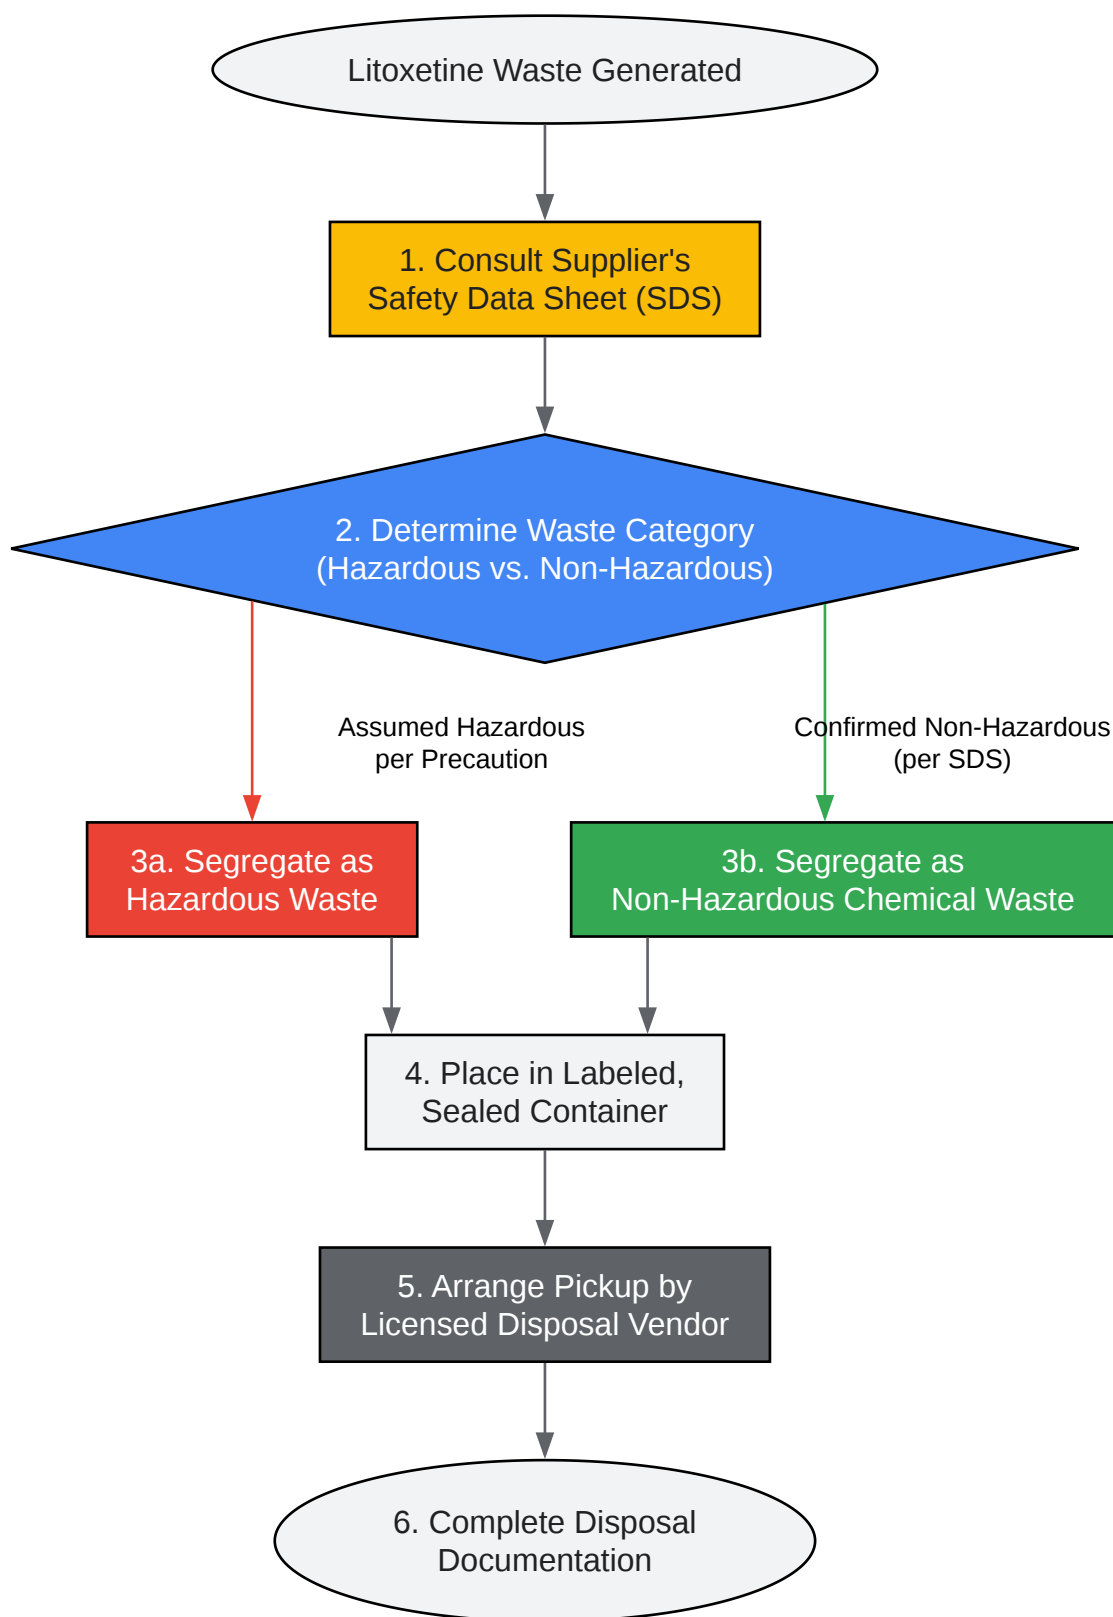 Litoxetine Waste Generated
1. Consult Supplier's
Safety Data Sheet (SDS)
2. Determine Waste Category
(Hazardous vs. Non-Hazardous)
Assumed Hazardous
per Precaution
Confirmed Non-Hazardous
(per SDS)
3a. Segregate as
Hazardous Waste
3b. Segregate as
Non-Hazardous Chemical Waste
4. Place in Labeled,
Sealed Container
5. Arrange Pickup by
Licensed Disposal Vendor
6. Complete Disposal
Documentation